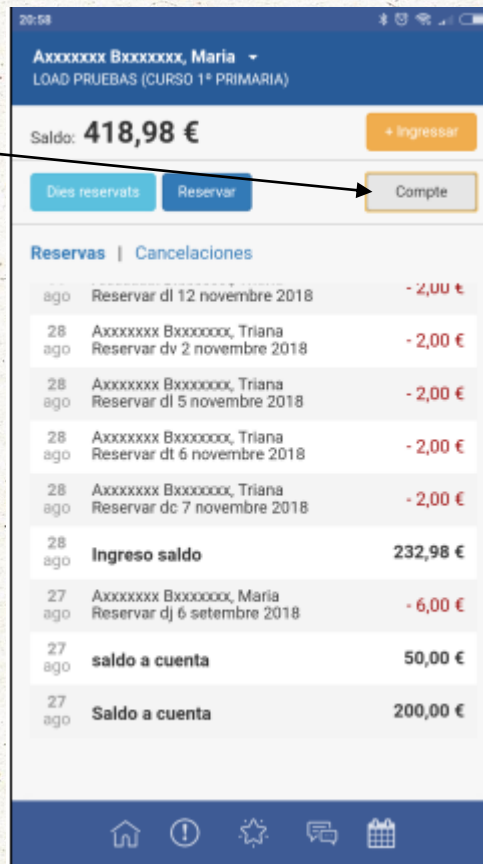 20:58
Axxxxxxx Bxxxxxxx, Maria
LOAD PRUEBAS (CURSO 1º PRIMARIA)
Saldo: 418,98 €
+ Ingressar
Dies reservats
Reservar
Compte
Reservas | Cancelaciones
ago Reservar dl 12 novembre 2018 - 2,00 €
28 Axxxxxxx Bxxxxxxx, Triana
ago Reservar dv 2 novembre 2018 - 2,00 €
28 Axxxxxxx Bxxxxxxx, Triana
ago Reservar dl 5 novembre 2018 - 2,00 €
28 Axxxxxxx Bxxxxxxx, Triana
ago Reservar dt 6 novembre 2018 - 2,00 €
28 Axxxxxxx Bxxxxxxx, Triana
ago Reservar dc 7 novembre 2018 - 2,00 €
28 ago Ingreso saldo 232,98 €
27 Axxxxxxx Bxxxxxxx, Maria
ago Reservar dj 6 setembre 2018 - 6,00 €
27 ago saldo a cuenta 50,00 €
27 ago Saldo a cuenta 200,00 €